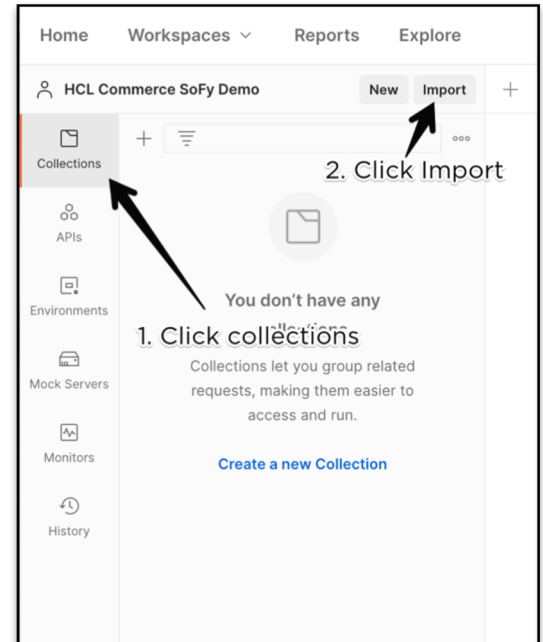 Home Workspaces Reports Explore
HCL Commerce SoFy Demo New Import
Collections
2. Click Import
APIs
Environments
You don't have any
1. Click collections
Collections let you group related
Mock Servers
requests, making them easier to
access and run.
Monitors
Create a new Collection
History